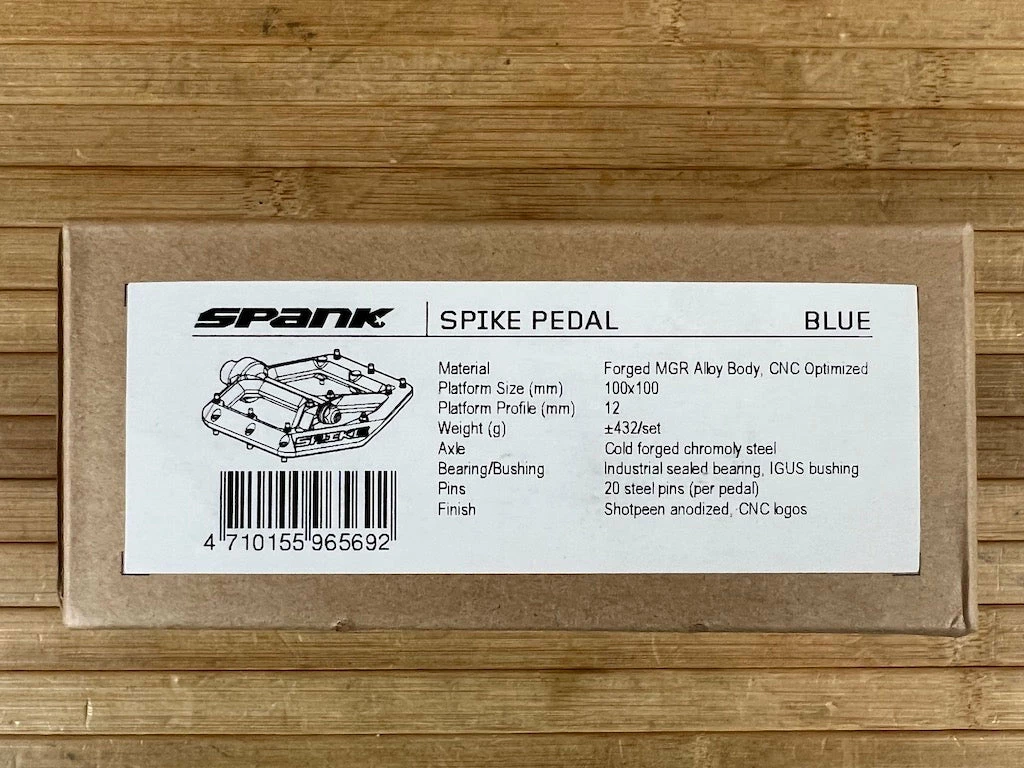 SPANK SPIKE PEDAL BLUE
Material Forged MGR Alloy Body, CNC Optimized
Platform Size (mm) 100x100
Platform Profile (mm) 12
Weight (g) ±432/set
Axle Cold forged chromoly steel
Bearing/Bushing Industrial sealed bearing, IGUS bushing
Pins 20 steel pins (per pedal)
Finish Shotpeen anodized, CNC logos
SPIKE
4 710155 965692